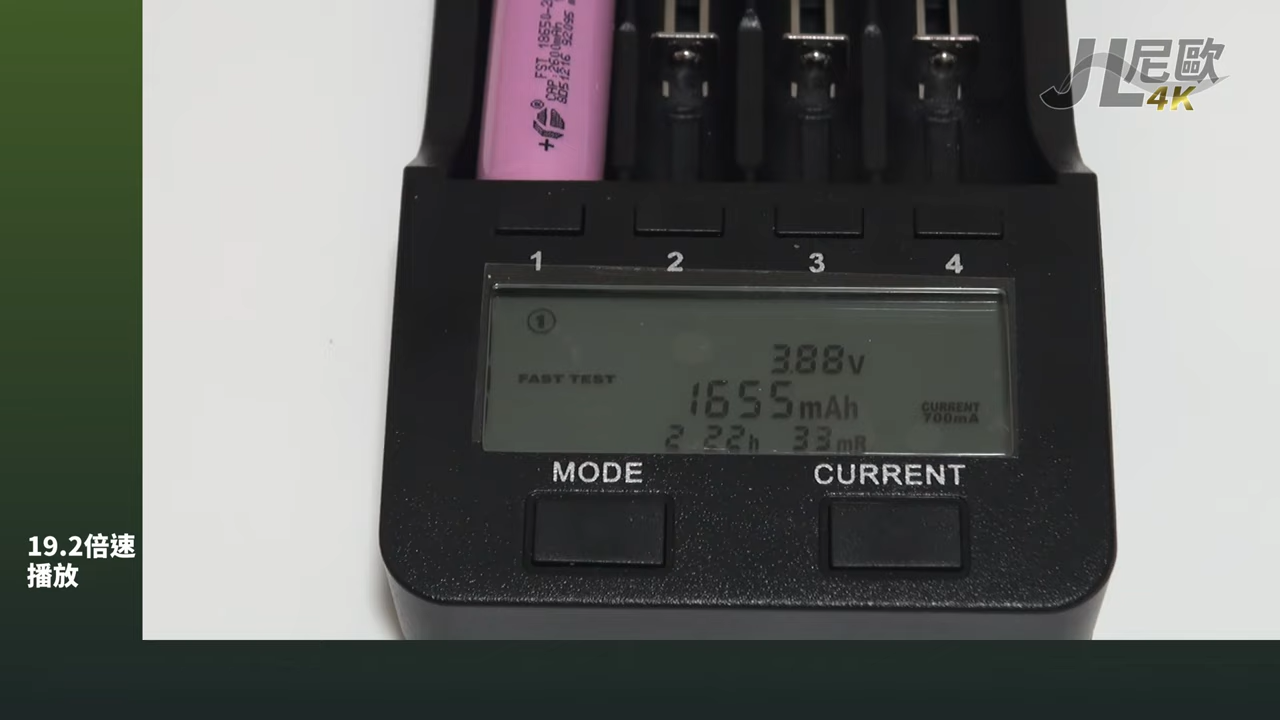 FST 18650-2
CAP:2600mAh
+
®
JL尼歐
4K
1
2
3
4
1
3.88V
FAST TEST
1655mAh
CURRENT
700mA
2 22h 33mR
MODE
CURRENT
19.2倍速
播放